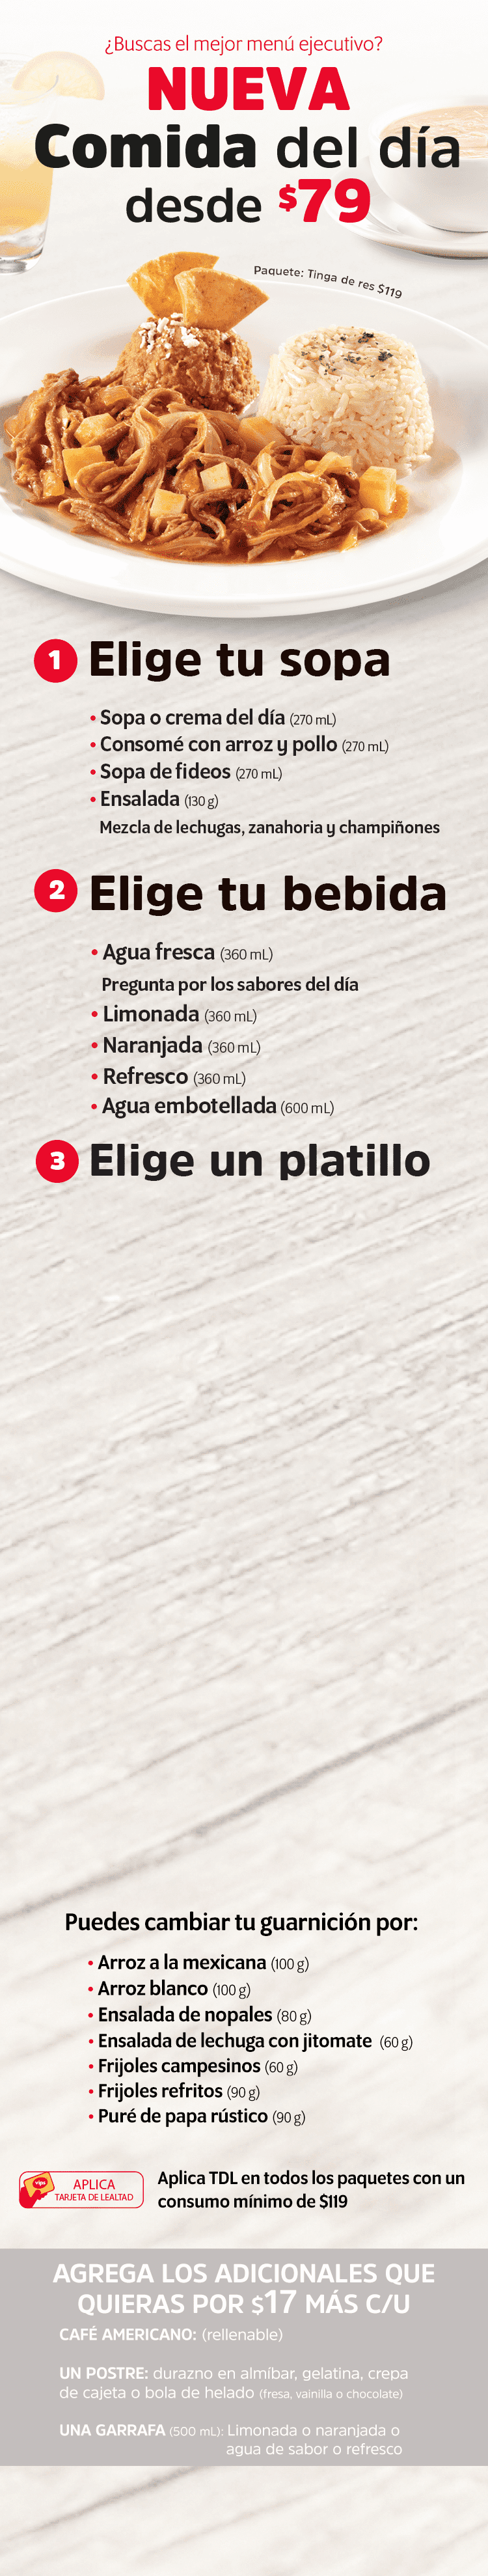 ¿Buscas el mejor menú ejecutivo?
NUEVA
Comida del día
desde $79
Paquete: Tinga de res $119
1 Elige tu sopa
• Sopa o crema del día (270 mL)
• Consomé con arroz y pollo (270 mL)
• Sopa de fideos (270 mL)
• Ensalada (130 g)
Mezcla de lechugas, zanahoria y champiñones
2 Elige tu bebida
• Agua fresca (360 mL)
Pregunta por los sabores del día
• Limonada (360 mL)
• Naranjada (360 mL)
• Refresco (360 mL)
• Agua embotellada (600 mL)
3 Elige un platillo
Puedes cambiar tu guarnición por:
• Arroz a la mexicana (100 g)
• Arroz blanco (100 g)
• Ensalada de nopales (80 g)
• Ensalada de lechuga con jitomate (60 g)
• Frijoles campesinos (60 g)
• Frijoles refritos (90 g)
• Puré de papa rústico (90 g)
vips
APLICA
TARJETA DE LEALTAD
Aplica TDL en todos los paquetes con un
consumo mínimo de $119
AGREGA LOS ADICIONALES QUE
QUIERAS POR $17 MÁS C/U
CAFÉ AMERICANO: (rellenable)
UN POSTRE: durazno en almíbar, gelatina, crepa
de cajeta o bola de helado (fresa, vainilla o chocolate)
UNA GARRAFA (500 mL): Limonada o naranjada o
agua de sabor o refresco